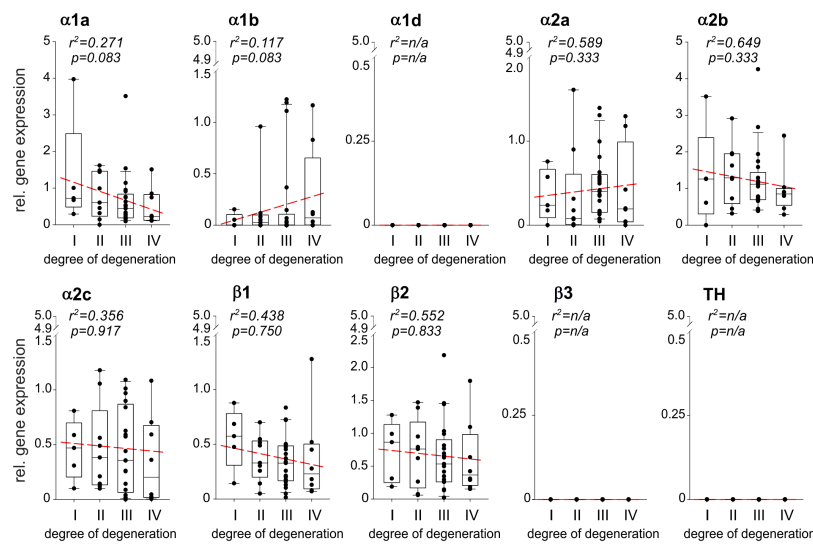 α1a
α1b
α1d
α2a
α2b
r²=0.271
p=0.083
r²=0.117
p=0.083
r²=n/a
p=n/a
r²=0.589
p=0.333
r²=0.649
p=0.333
rel. gene expression
5
4
3
2
1
0
5.0
4.9
1.5
1.0
0.5
0
5.0
4.9
0.5
0.25
0
5.0
4.9
2.0
1.0
0
5
4
3
2
1
0
I II III IV
I II III IV
I II III IV
I II III IV
I II III IV
degree of degeneration
degree of degeneration
degree of degeneration
degree of degeneration
degree of degeneration
α2c
β1
β2
β3
TH
r²=0.356
p=0.917
r²=0.438
p=0.750
r²=0.552
p=0.833
r²=n/a
p=n/a
r²=n/a
p=n/a
rel. gene expression
5.0
4.9
1.5
1.0
0.5
0
5.0
4.9
1.5
1.0
0.5
0
5.0
4.9
2.5
2.0
1.5
1.0
0.5
0
5.0
4.9
0.5
0.25
0
5.0
4.9
0.5
0.25
0
I II III IV
I II III IV
I II III IV
I II III IV
I II III IV
degree of degeneration
degree of degeneration
degree of degeneration
degree of degeneration
degree of degeneration